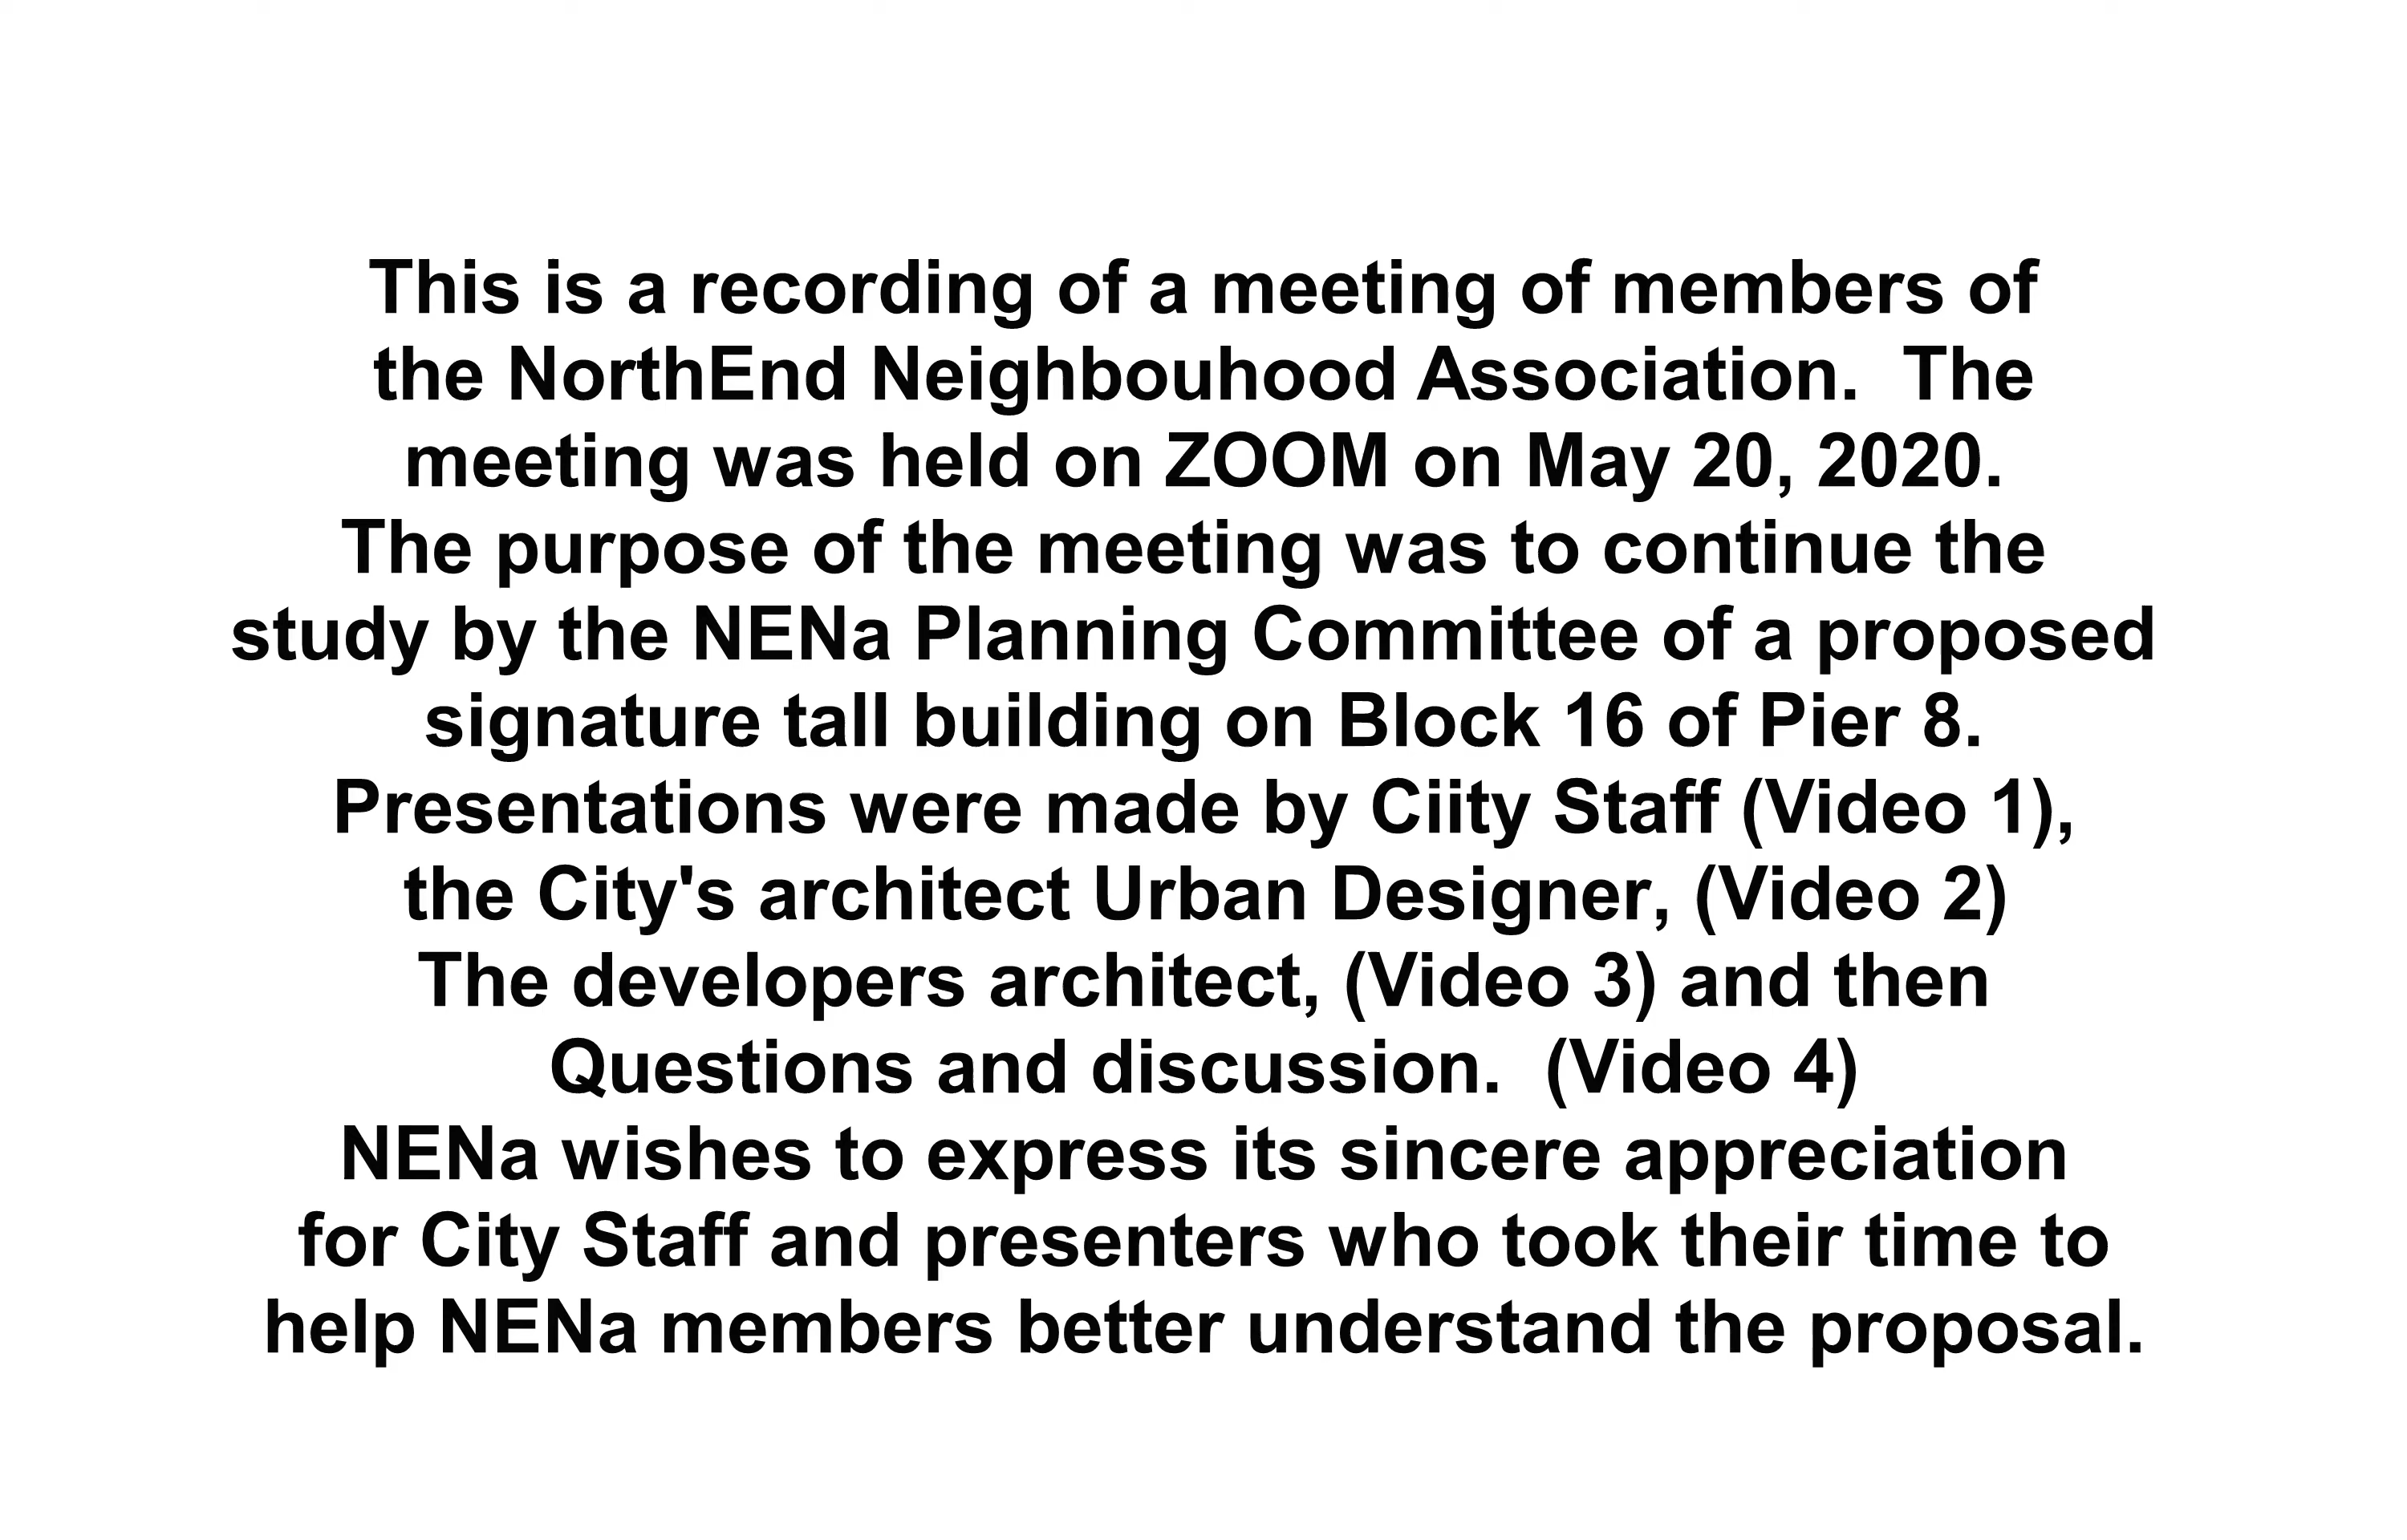 This is a recording of a meeting of members of
the NorthEnd Neighbouhood Association.  The
meeting was held on ZOOM on May 20, 2020.
The purpose of the meeting was to continue the
study by the NENa Planning Committee of a proposed
signature tall building on Block 16 of Pier 8.
Presentations were made by Ciity Staff (Video 1),
the City's architect Urban Designer, (Video 2)
The developers architect, (Video 3) and then
Questions and discussion.  (Video 4)
NENa wishes to express its sincere appreciation
for City Staff and presenters who took their time to
help NENa members better understand the proposal.